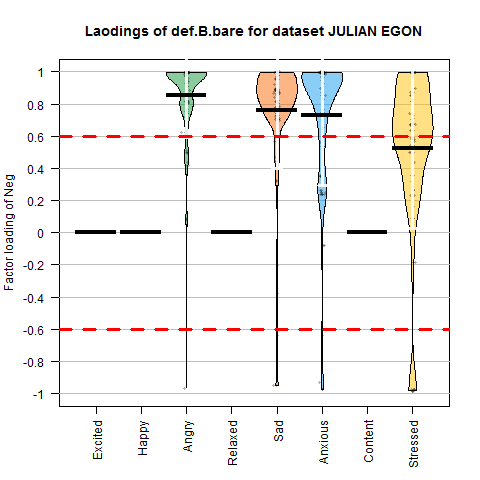 Laodings of def.B.bare for dataset JULIAN EGON
Factor loading of Neg
1
0.8
0.6
0.4
0.2
0
-0.2
-0.4
-0.6
-0.8
-1
Excited
Happy
Angry
Relaxed
Sad
Anxious
Content
Stressed